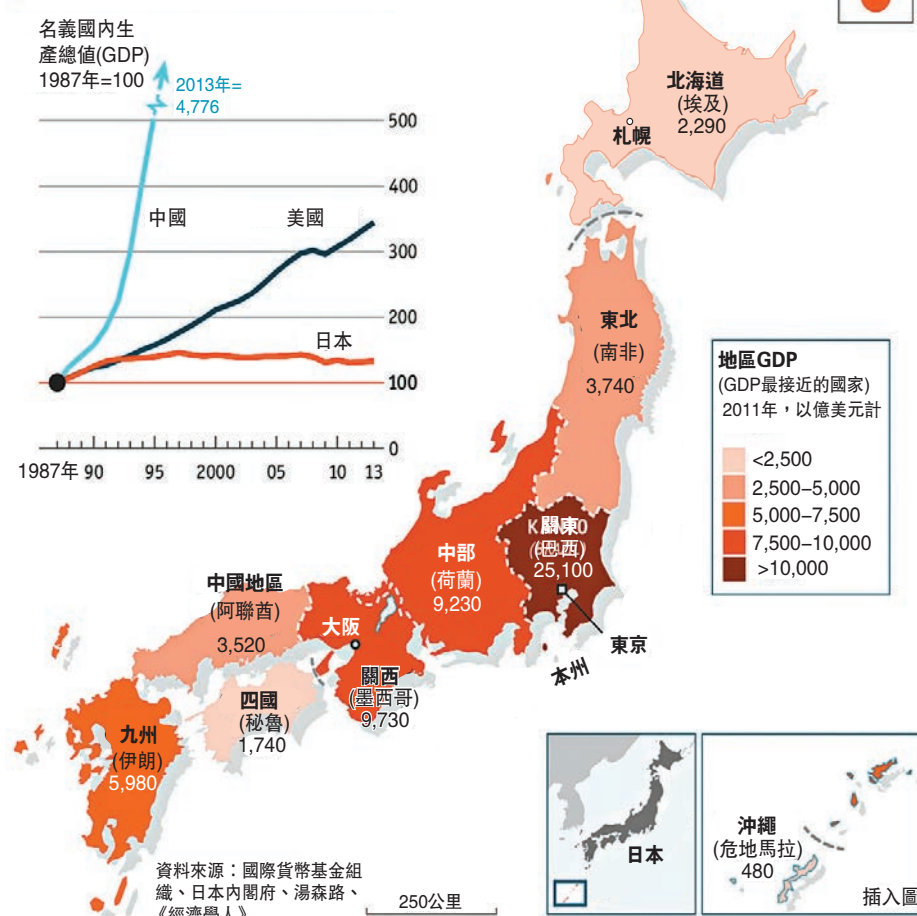 名義國內生
產總值(GDP)
1987年=100
2013年=
4,776
500
400
300
200
100
0
中國
美國
日本
1987年 90 95 2000 05 10 13
北海道
(埃及)
2,290
札幌
東北
(南非)
3,740
地區GDP
(GDP最接近的國家)
2011年，以億美元計
<2,500
2,500–5,000
5,000–7,500
7,500–10,000
>10,000
關東
(巴西)
25,100
中部
(荷蘭)
9,230
東京
本州
中國地區
(阿聯酋)
3,520
大阪
關西
(墨西哥)
9,730
四國
(秘魯)
1,740
九州
(伊朗)
5,980
日本
沖繩
(危地馬拉)
480
插入圖
資料來源：國際貨幣基金組
織、日本內閣府、湯森路、
《經濟學人》
250公里